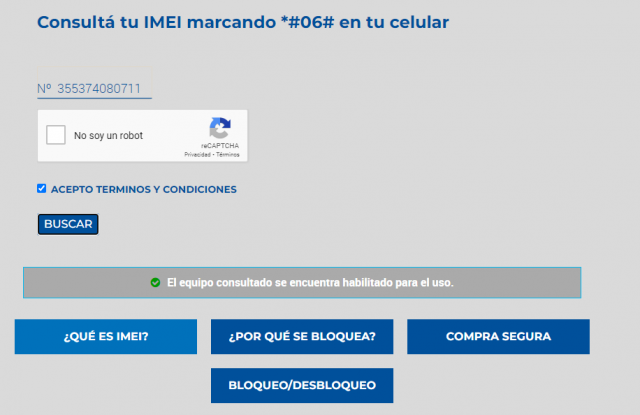 Consultá tu IMEI marcando *#06# en tu celular
Nº 355374080711
No soy un robot
reCAPTCHA
Privacidad - Términos
ACEPTO TERMINOS Y CONDICIONES
BUSCAR
El equipo consultado se encuentra habilitado para el uso.
¿QUÉ ES IMEI?
¿POR QUÉ SE BLOQUEA?
COMPRA SEGURA
BLOQUEO/DESBLOQUEO